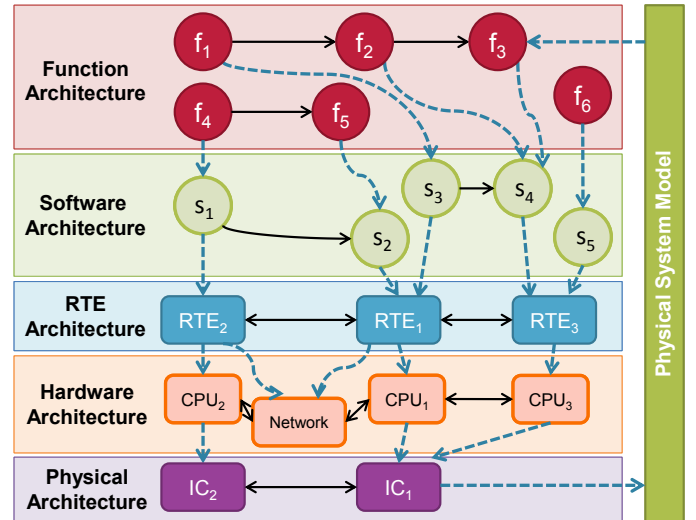 Function
Architecture
f₁
f₂
f₃
f₄
f₅
f₆
Software
Architecture
s₁
s₂
s₃
s₄
s₅
RTE
Architecture
RTE₂
RTE₁
RTE₃
Hardware
Architecture
CPU₂
Network
CPU₁
CPU₃
Physical
Architecture
IC₂
IC₁
Physical System Model